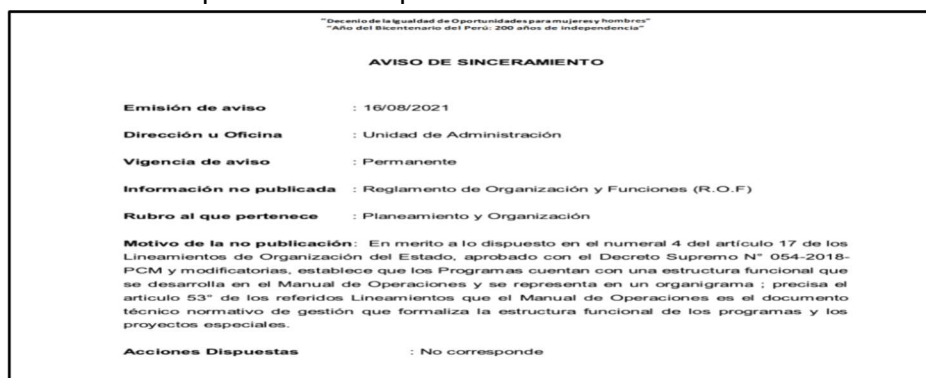 "Decenio de la Igualdad de Oportunidades para mujeres y hombres"
"Año del Bicentenario del Perú: 200 años de independencia"
AVISO DE SINCERAMIENTO
Emisión de aviso : 16/08/2021
Dirección u Oficina : Unidad de Administración
Vigencia de aviso : Permanente
Información no publicada : Reglamento de Organización y Funciones (R.O.F)
Rubro al que pertenece : Planeamiento y Organización
Motivo de la no publicación: En merito a lo dispuesto en el numeral 4 del artículo 17 de los
Lineamientos de Organización del Estado, aprobado con el Decreto Supremo N° 054-2018-
PCM y modificatorias, establece que los Programas cuentan con una estructura funcional que
se desarrolla en el Manual de Operaciones y se representa en un organigrama ; precisa el
articulo 53° de los referidos Lineamientos que el Manual de Operaciones es el documento
técnico normativo de gestión que formaliza la estructura funcional de los programas y los
proyectos especiales.
Acciones Dispuestas : No corresponde